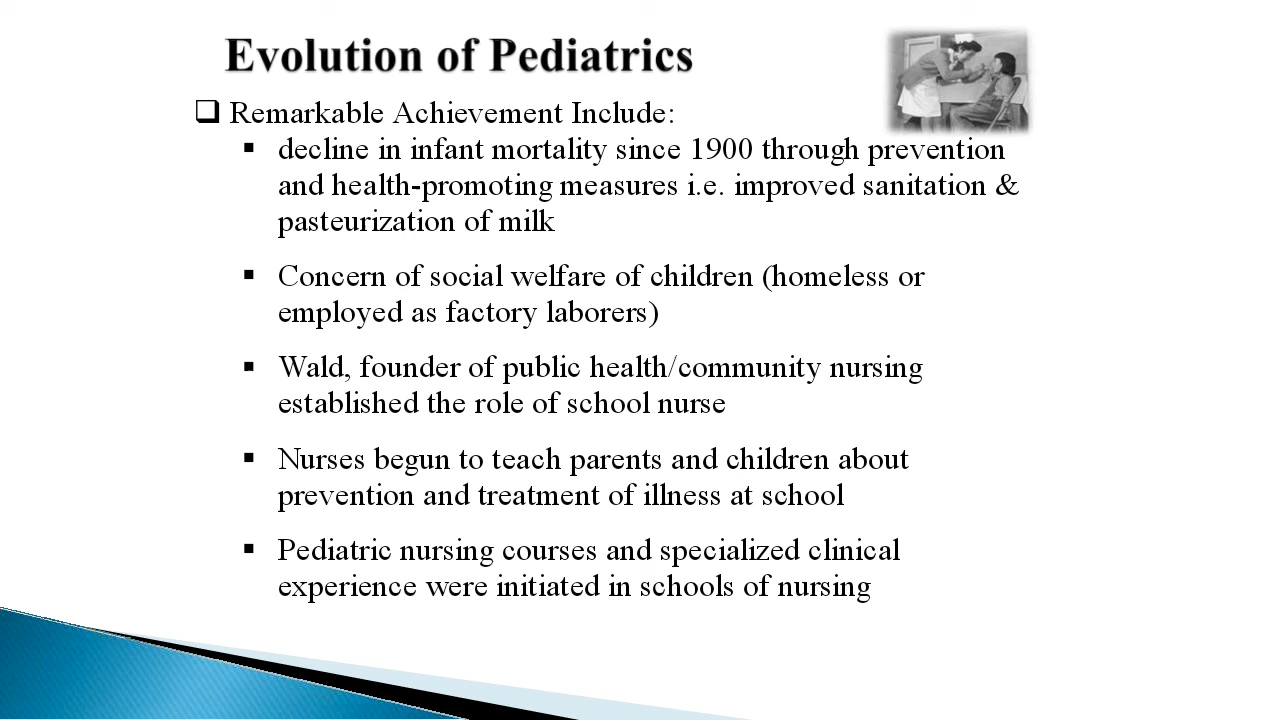 Evolution of Pediatrics
Remarkable Achievement Include:
decline in infant mortality since 1900 through prevention
and health-promoting measures i.e. improved sanitation &
pasteurization of milk
Concern of social welfare of children (homeless or
employed as factory laborers)
Wald, founder of public health/community nursing
established the role of school nurse
Nurses begun to teach parents and children about
prevention and treatment of illness at school
Pediatric nursing courses and specialized clinical
experience were initiated in schools of nursing